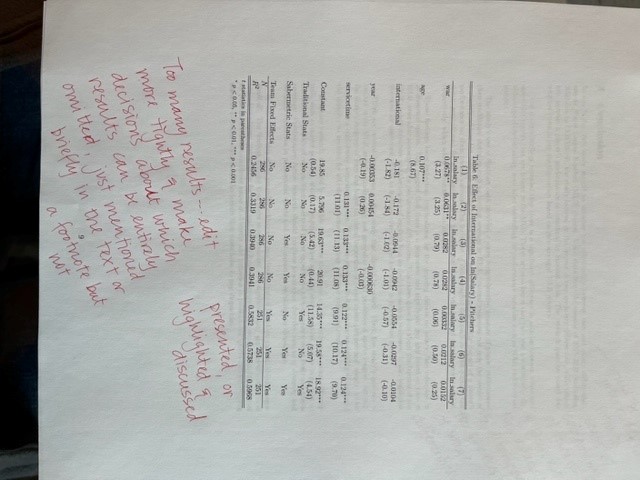 Table 6: Effect of International on ln(Salary) - Pitchers
(1) (2) (3) (4) (5) (6) (7)
ln_salary ln_salary ln_salary ln_salary ln_salary ln_salary ln_salary
war 0.0678** 0.0631** 0.0282 0.0282 0.00332 0.0212 0.0152
(3.27) (3.25) (0.79) (0.78) (0.06) (0.50) (0.25)
age 0.107***
(8.67)
international -0.181 -0.172 -0.0944 -0.0942 -0.0554 -0.0297 -0.0104
(-1.82) (-1.84) (-1.02) (-1.01) (-0.57) (-0.31) (-0.10)
year -0.00353 0.00454 -0.000630
(-0.19) (0.26) (-0.03)
servicetime 0.131*** 0.133*** 0.133*** 0.122*** 0.124*** 0.124***
(11.01) (11.13) (11.08) (9.91) (10.17) (9.70)
Constant 19.85 5.796 19.63*** 20.91 14.35*** 19.58*** 18.92***
(0.54) (0.17) (5.42) (0.44) (11.58) (5.07) (4.54)
Traditional Stats No No No No Yes No Yes
Sabermetric Stats No No Yes Yes No Yes Yes
Team Fixed Effects No No No No Yes Yes Yes
N 286 286 286 286 251 251 251
R² 0.2456 0.3319 0.3940 0.3941 0.5832 0.5738 0.5968
t statistics in parentheses
* p < 0.05, ** p < 0.01, *** p < 0.001
Too many results -- edit
more tightly & make
decisions about which
results can be entirely
omitted, just mentioned
briefly in the text or
a footnote but
not
presented, or
highlighted &
discussed
9